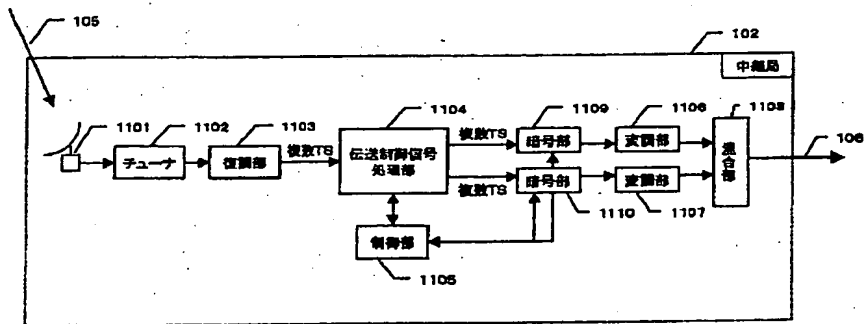 105
102
中継局
1101
1102
1103
1104
1109
1106
1108
チューナ
復調部
複数TS
伝送制御信号
処理部
複数TS
暗号部
変調部
混合部
106
複数TS
暗号部
変調部
1110
1107
制御部
1105